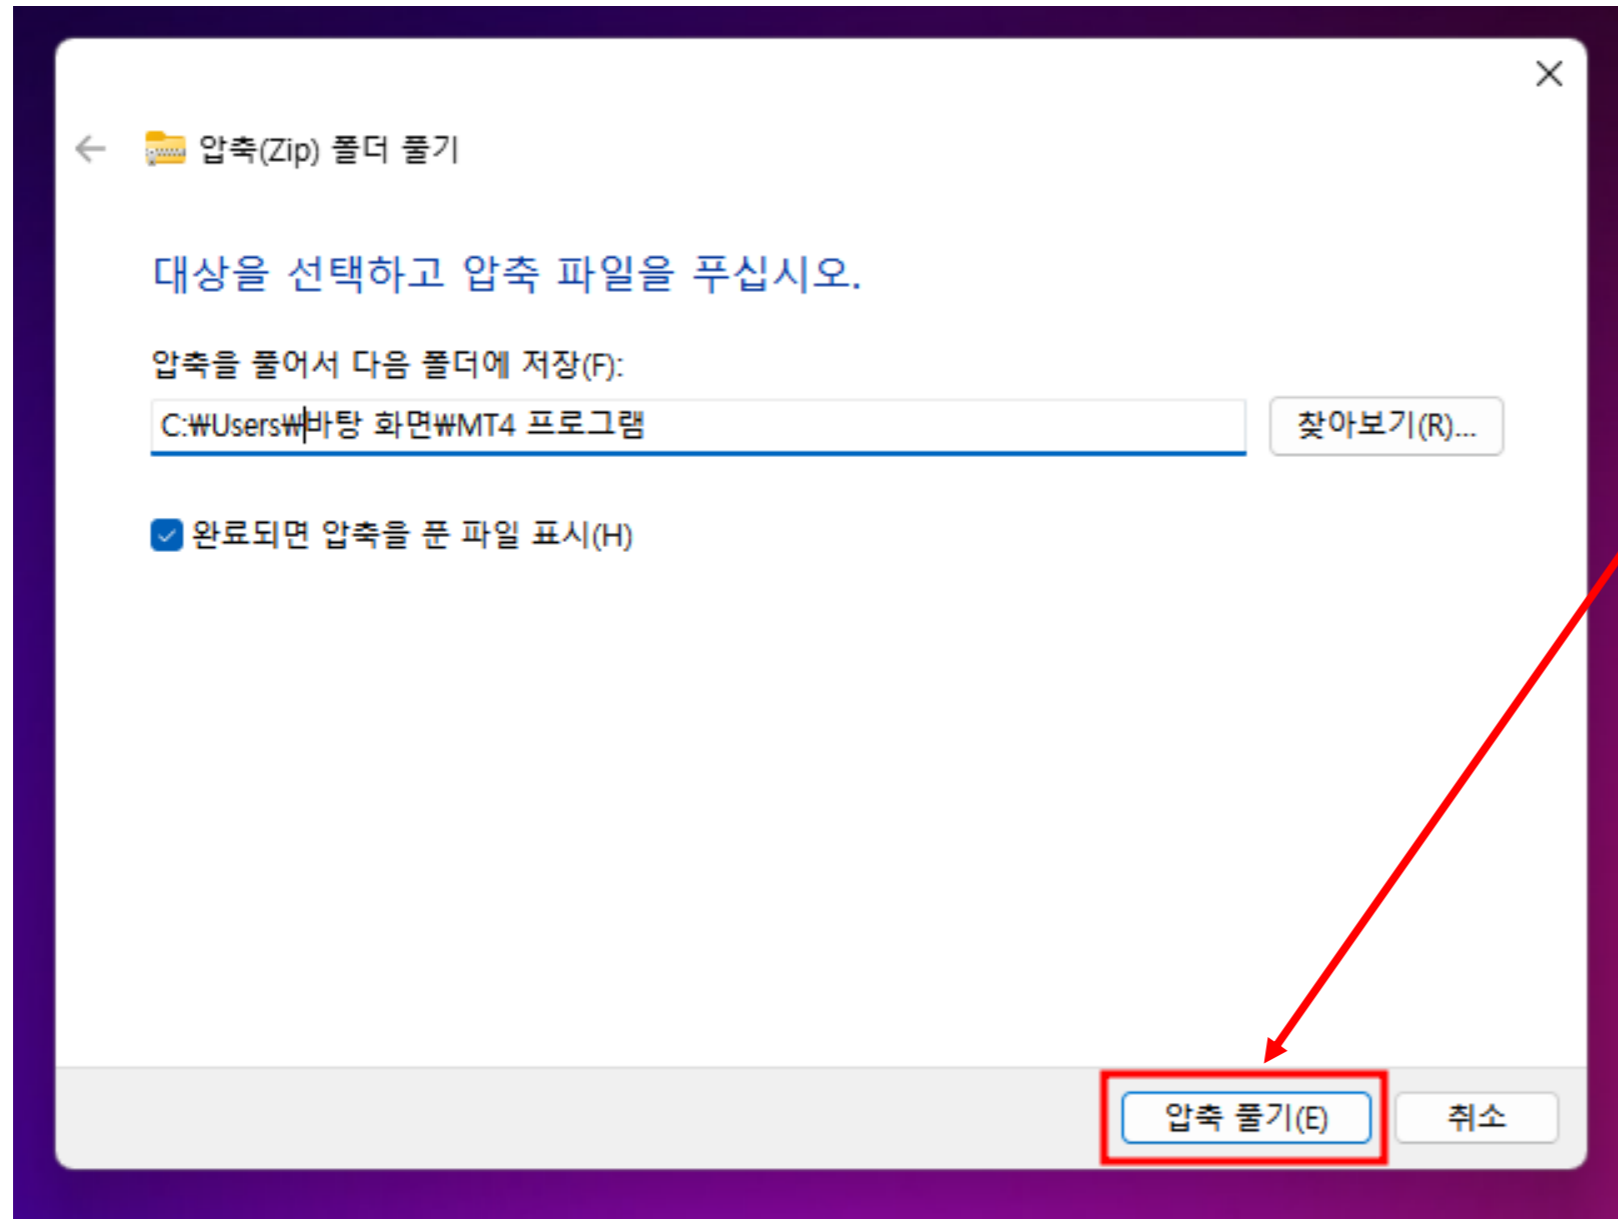 압축(Zip) 폴더 풀기
대상을 선택하고 압축 파일을 푸십시오.
압축을 풀어서 다음 폴더에 저장(F):
C:₩Users₩바탕 화면₩MT4 프로그램
찾아보기(R)...
완료되면 압축을 푼 파일 표시(H)
압축 풀기(E)
취소